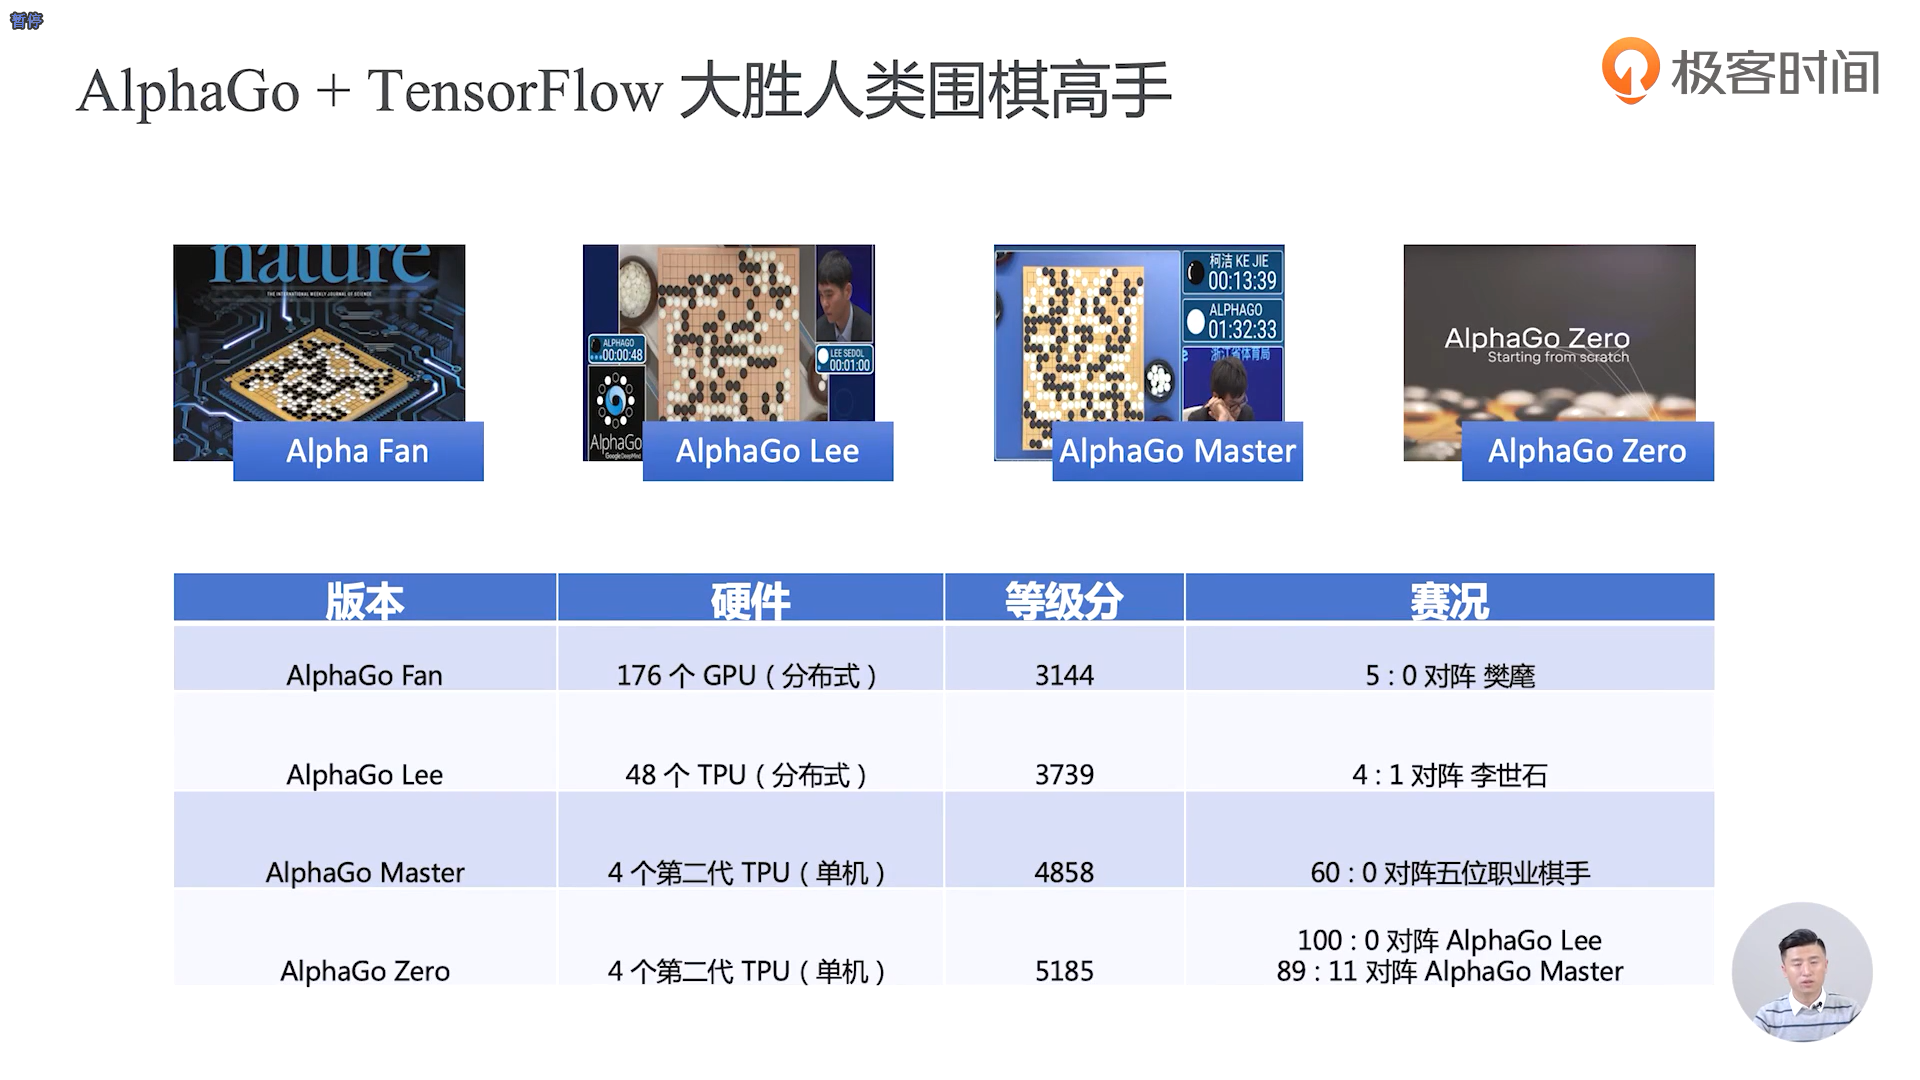 暂停
AlphaGo + TensorFlow 大胜人类围棋高手
极客时间
nature
THE INTERNATIONAL WEEKLY JOURNAL OF SCIENCE
Alpha Fan
ALPHAGO
00:00:48
LEE SEDOL
00:01:00
AlphaGo
Google DeepMind
AlphaGo Lee
柯洁 KE JIE
00:13:39
ALPHAGO
01:32:33
浙江省体育局
AlphaGo Master
AlphaGo Zero
Starting from scratch
AlphaGo Zero
版本 硬件 等级分 赛况
AlphaGo Fan 176 个 GPU（分布式） 3144 5 : 0 对阵 樊麾
AlphaGo Lee 48 个 TPU（分布式） 3739 4 : 1 对阵 李世石
AlphaGo Master 4 个第二代 TPU（单机） 4858 60 : 0 对阵五位职业棋手
100 : 0 对阵 AlphaGo Lee
AlphaGo Zero 4 个第二代 TPU（单机） 5185 89 : 11 对阵 AlphaGo Master